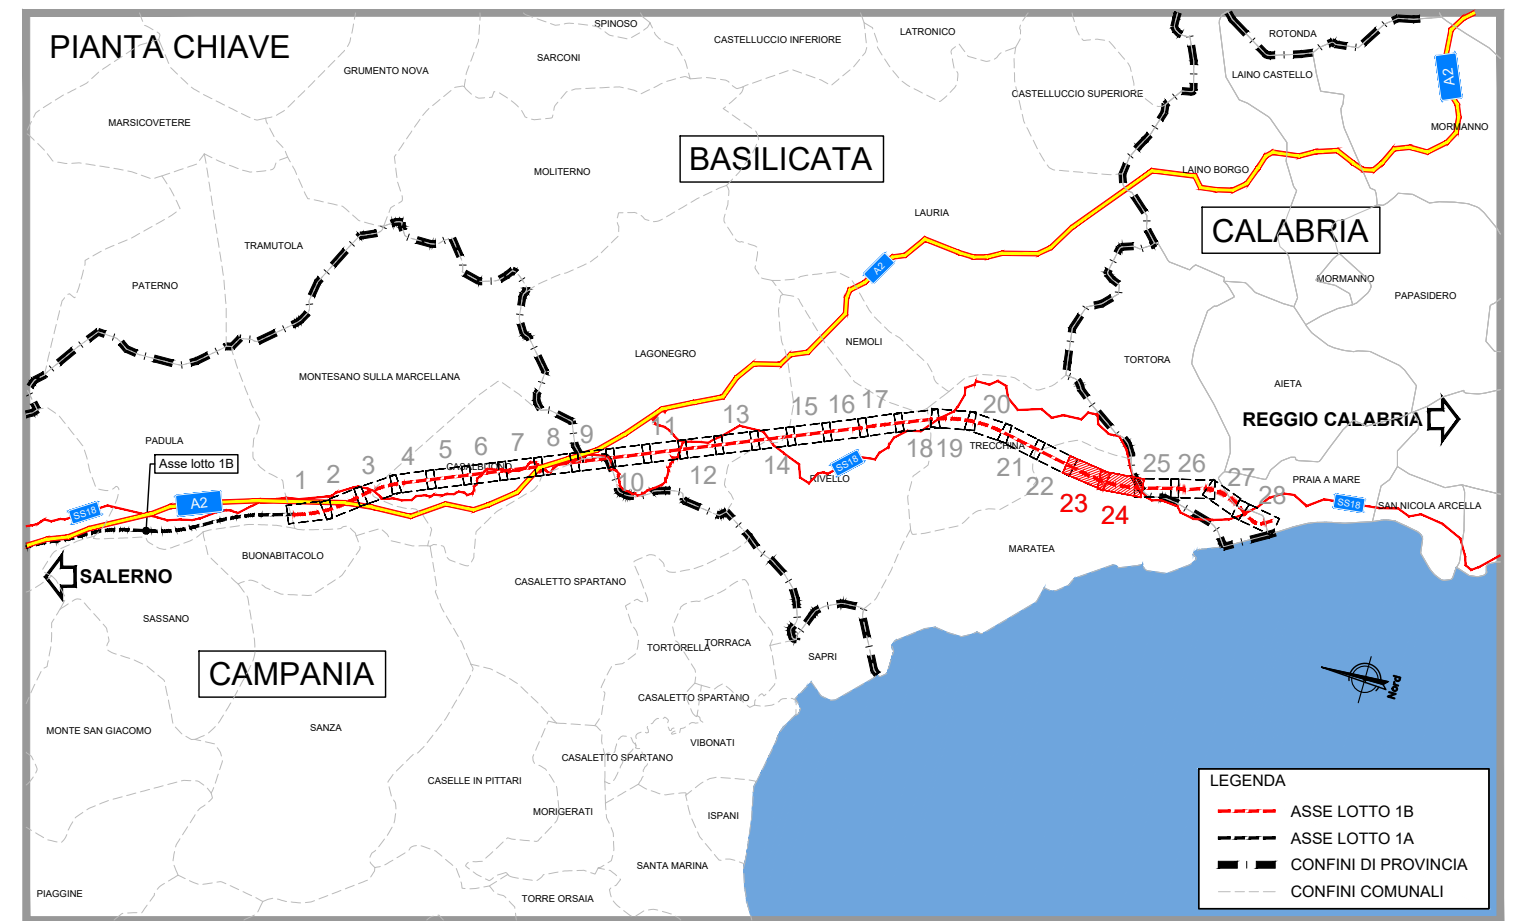 PIANTA CHIAVE
SPINOSO
SARCONI
GRUMENTO NOVA
CASTELLUCCIO INFERIORE
LATRONICO
ROTONDA
LAINO CASTELLO
A2
CASTELLUCCIO SUPERIORE
MARSICOVETERE
MORMANNO
BASILICATA
MOLITERNO
LAINO BORGO
LAURIA
CALABRIA
TRAMUTOLA
A2
MORMANNO
PATERNO
PAPASIDERO
NEMOLI
LAGONEGRO
TORTORA
MONTESANO SULLA MARCELLANA
AIETA
REGGIO CALABRIA
PADULA
Asse lotto 1B
CASALBUONO
1
2
3
4
5
6
7
8
9
10
11
12
13
14
15
16
17
18
19
20
21
22
23
24
25
26
27
28
TRECCHINA
RIVELLO
SS18
PRAIA A MARE
SS18
SAN NICOLA ARCELLA
SS18
A2
BUONABITACOLO
MARATEA
SALERNO
CASALETTO SPARTANO
SASSANO
TORTORELLA
TORRACA
SAPRI
CAMPANIA
CASALETTO SPARTANO
Nord
MONTE SAN GIACOMO
SANZA
VIBONATI
CASALETTO SPARTANO
CASELLE IN PITTARI
MORIGERATI
ISPANI
SANTA MARINA
PIAGGINE
TORRE ORSAIA
LEGENDA
ASSE LOTTO 1B
ASSE LOTTO 1A
CONFINI DI PROVINCIA
CONFINI COMUNALI